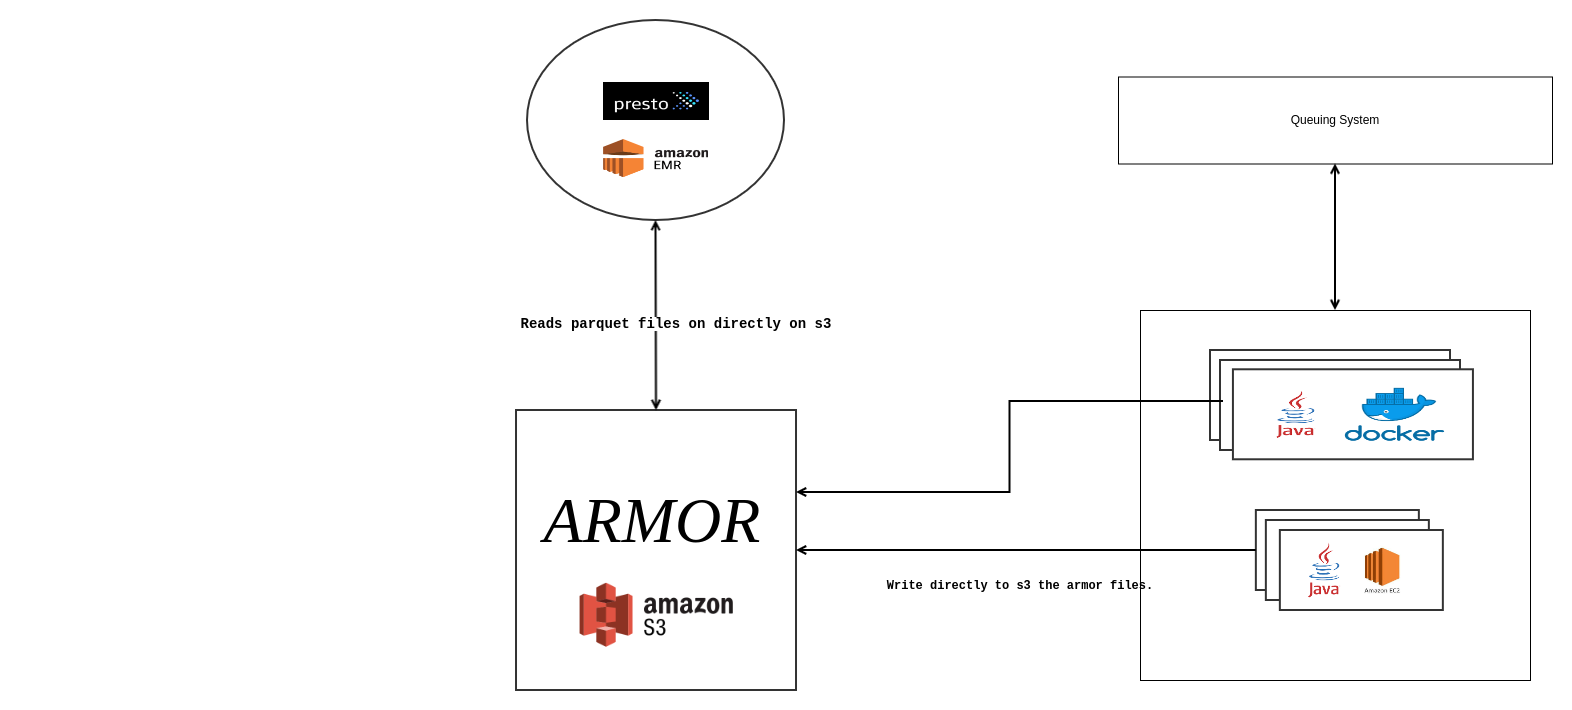 presto
amazon
EMR
Queuing System
Reads parquet files on directly on s3
Java
docker
ARMOR
amazon
S3
Java
Amazon EC2
Write directly to s3 the armor files.